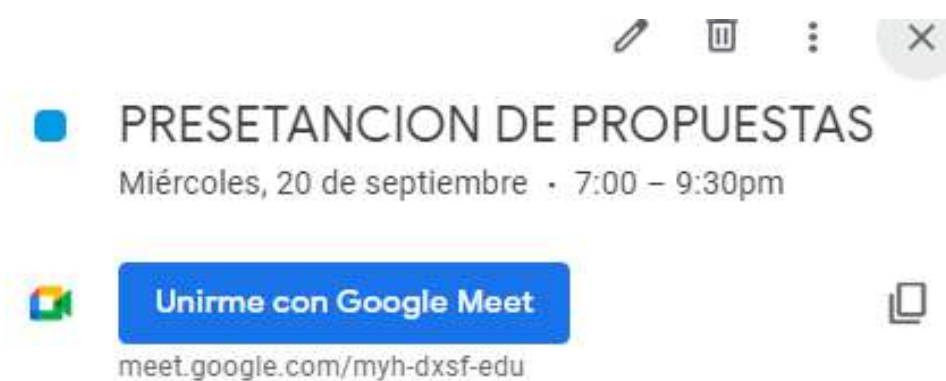 PRESETANCION DE PROPUESTAS
Miércoles, 20 de septiembre · 7:00 – 9:30pm
Unirme con Google Meet
meet.google.com/myh-dxsf-edu